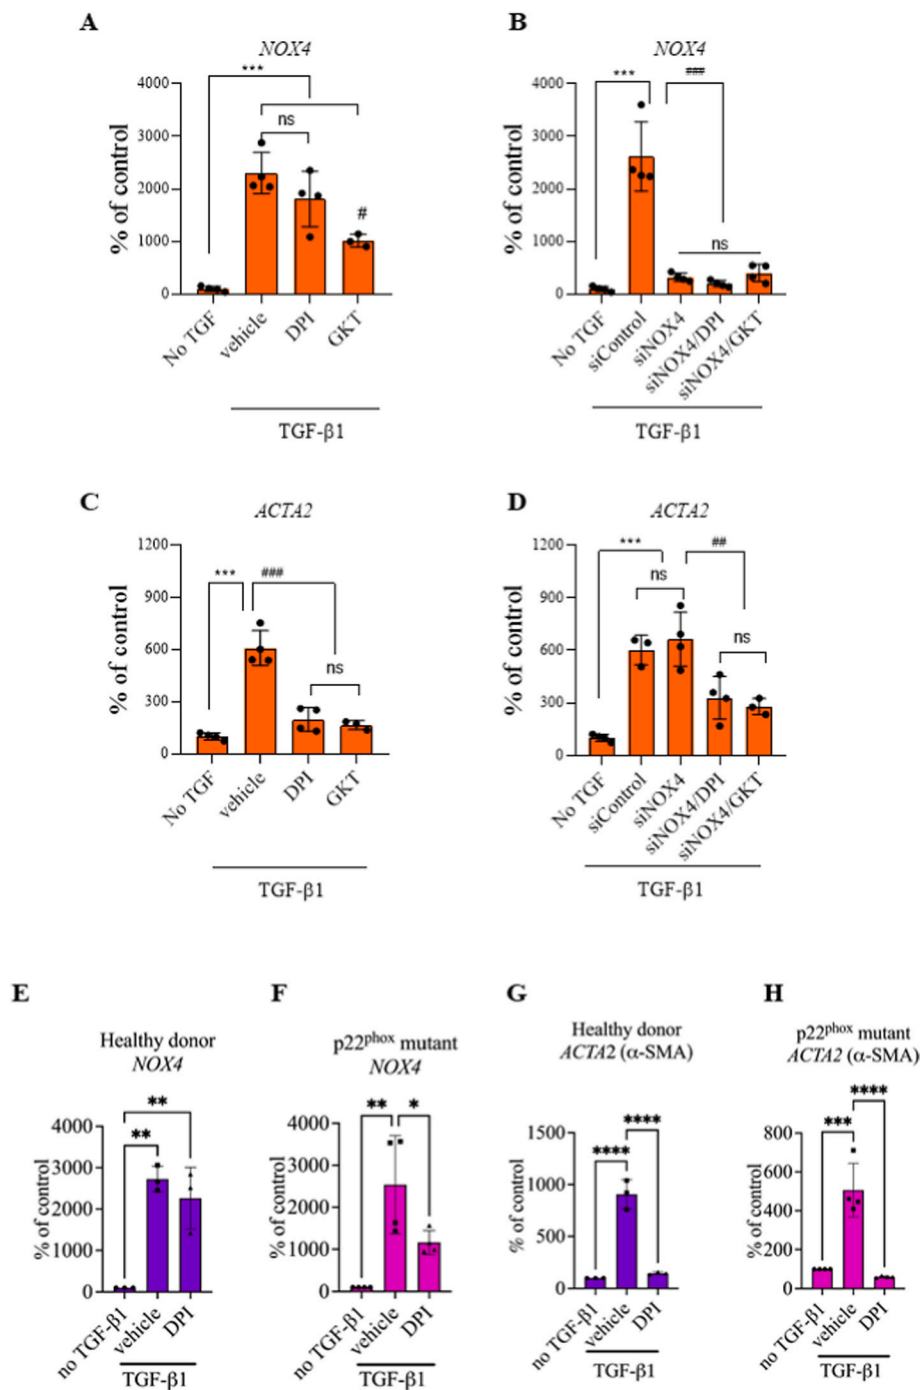 A
NOX4
***
ns
#
4000
3000
2000
1000
0
% of control
No TGF
vehicle
DPI
GKT
TGF-β1
B
NOX4
***
###
ns
4000
3000
2000
1000
0
% of control
No TGF
siControl
siNOX4
siNOX4/DPI
siNOX4/GKT
TGF-β1
C
ACTA2
***
###
ns
1200
900
600
300
0
% of control
No TGF
vehicle
DPI
GKT
TGF-β1
D
ACTA2
***
##
ns
ns
1200
900
600
300
0
% of control
No TGF
siControl
siNOX4
siNOX4/DPI
siNOX4/GKT
TGF-β1
E
Healthy donor
NOX4
**
**
4000
3000
2000
1000
0
% of control
no TGF-β1
vehicle
DPI
TGF-β1
F
p22phox mutant
NOX4
**
*
4000
3000
2000
1000
0
% of control
no TGF-β1
vehicle
DPI
TGF-β1
G
Healthy donor
ACTA2 (α-SMA)
****
****
1500
1000
500
0
% of control
no TGF-β1
vehicle
DPI
TGF-β1
H
p22phox mutant
ACTA2 (α-SMA)
****
***
800
600
400
200
0
% of control
no TGF-β1
vehicle
DPI
TGF-β1